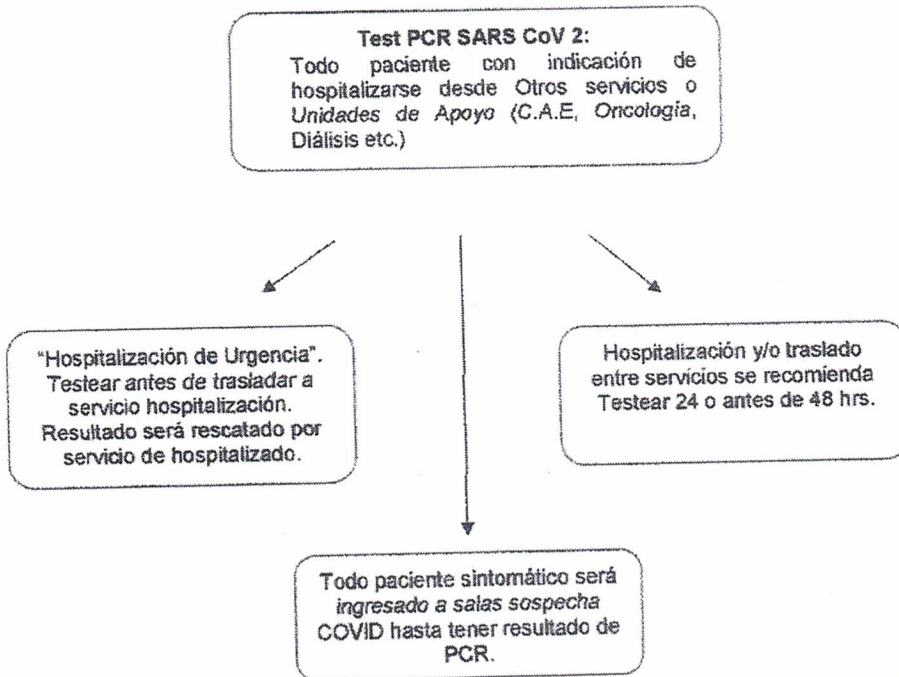 Test PCR SARS CoV 2:
Todo paciente con indicación de
hospitalizarse desde Otros servicios o
Unidades de Apoyo (C.A.E, Oncología,
Diálisis etc.)
"Hospitalización de Urgencia".
Testear antes de trasladar a
servicio hospitalización.
Resultado será rescatado por
servicio de hospitalizado.
Hospitalización y/o traslado
entre servicios se recomienda
Testear 24 o antes de 48 hrs.
Todo paciente sintomático será
ingresado a salas sospecha
COVID hasta tener resultado de
PCR.